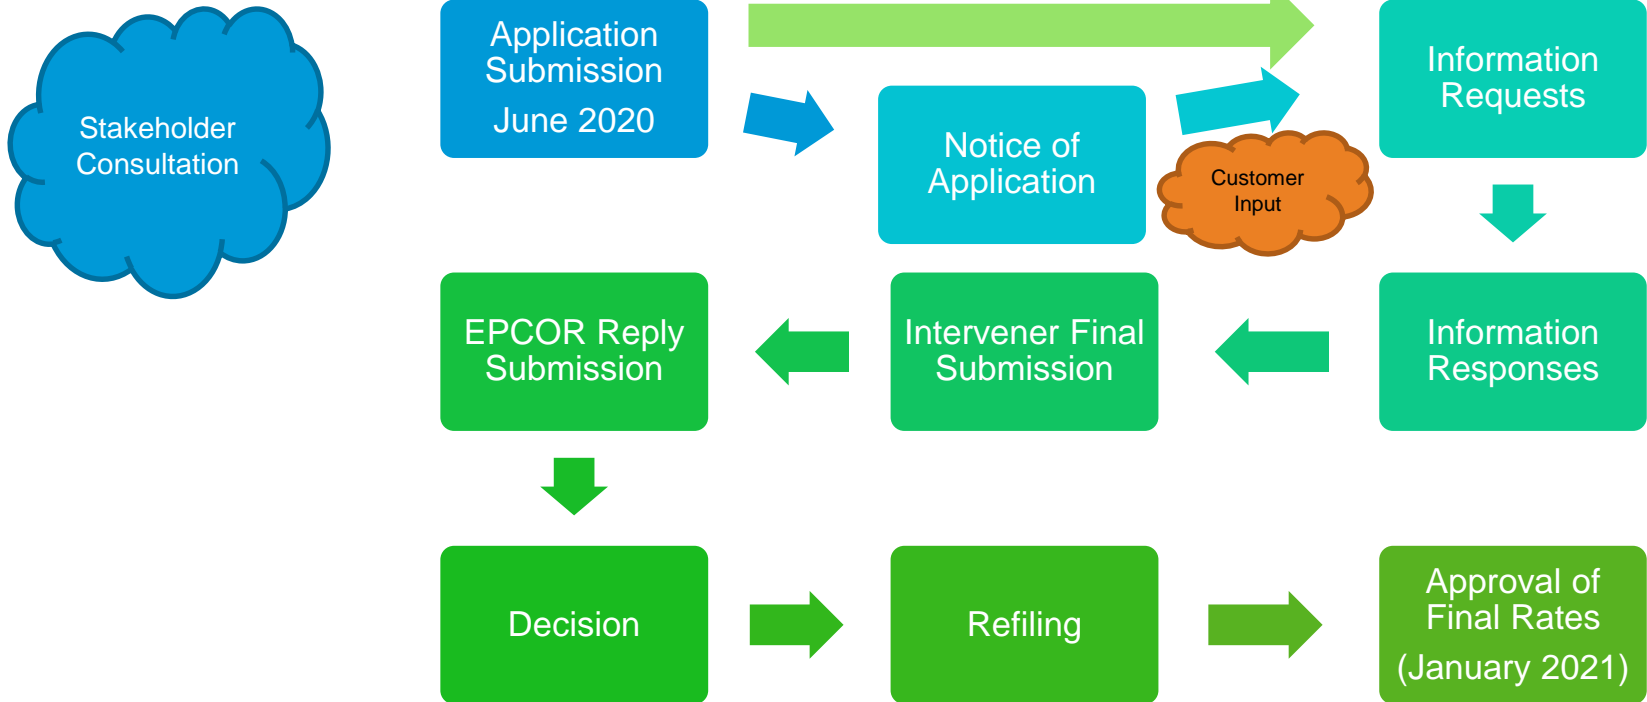 Stakeholder
Consultation
Application
Submission
June 2020
Notice of
Application
Customer
Input
Information
Requests
Information
Responses
Intervener Final
Submission
EPCOR Reply
Submission
Decision
Refiling
Approval of
Final Rates
(January 2021)